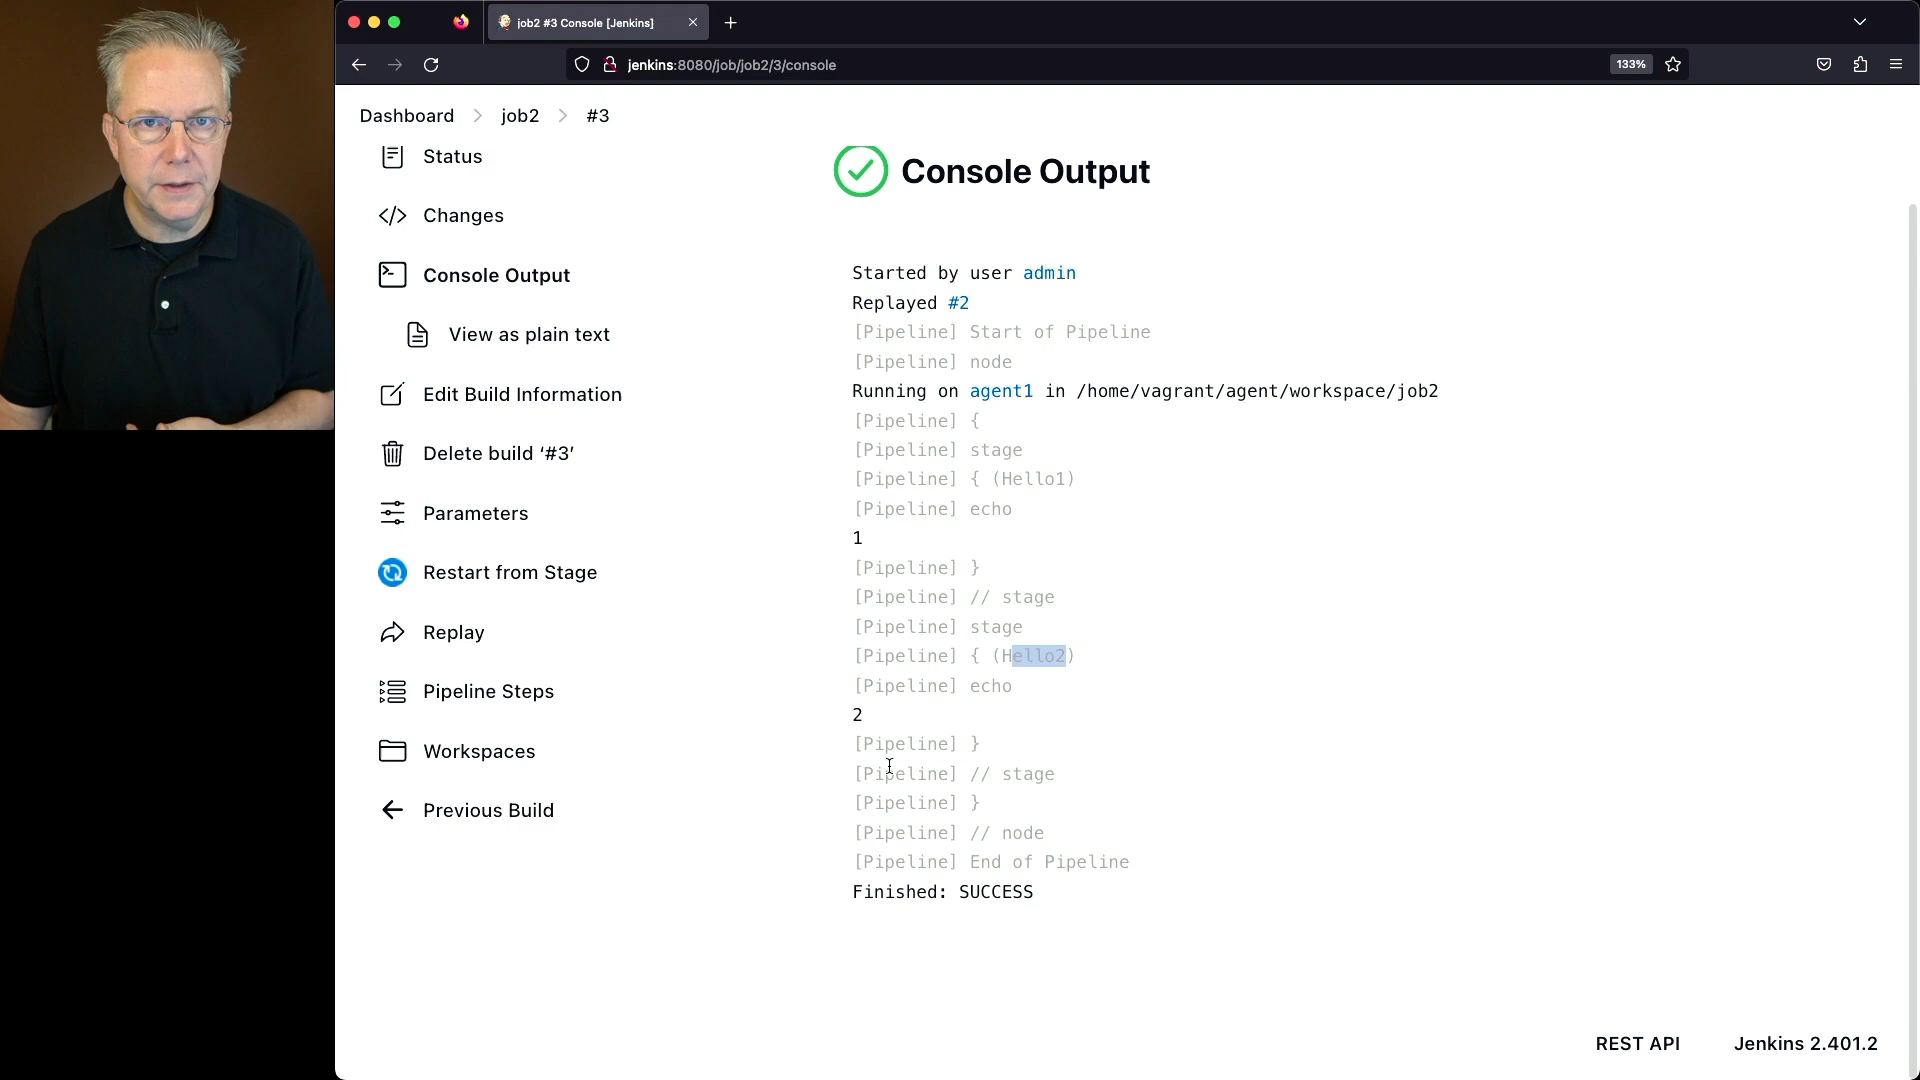 job2 #3 Console [Jenkins]
jenkins:8080/job/job2/3/console
133%
Dashboard
job2
#3
Status
Changes
Console Output
View as plain text
Edit Build Information
Delete build ‘#3’
Parameters
Restart from Stage
Replay
Pipeline Steps
Workspaces
Previous Build
Console Output
Started by user admin
Replayed #2
[Pipeline] Start of Pipeline
[Pipeline] node
Running on agent1 in /home/vagrant/agent/workspace/job2
[Pipeline] {
[Pipeline] stage
[Pipeline] { (Hello1)
[Pipeline] echo
1
[Pipeline] }
[Pipeline] // stage
[Pipeline] stage
[Pipeline] { (Hello2)
[Pipeline] echo
2
[Pipeline] }
[Pipeline] // stage
[Pipeline] }
[Pipeline] // node
[Pipeline] End of Pipeline
Finished: SUCCESS
REST API
Jenkins 2.401.2